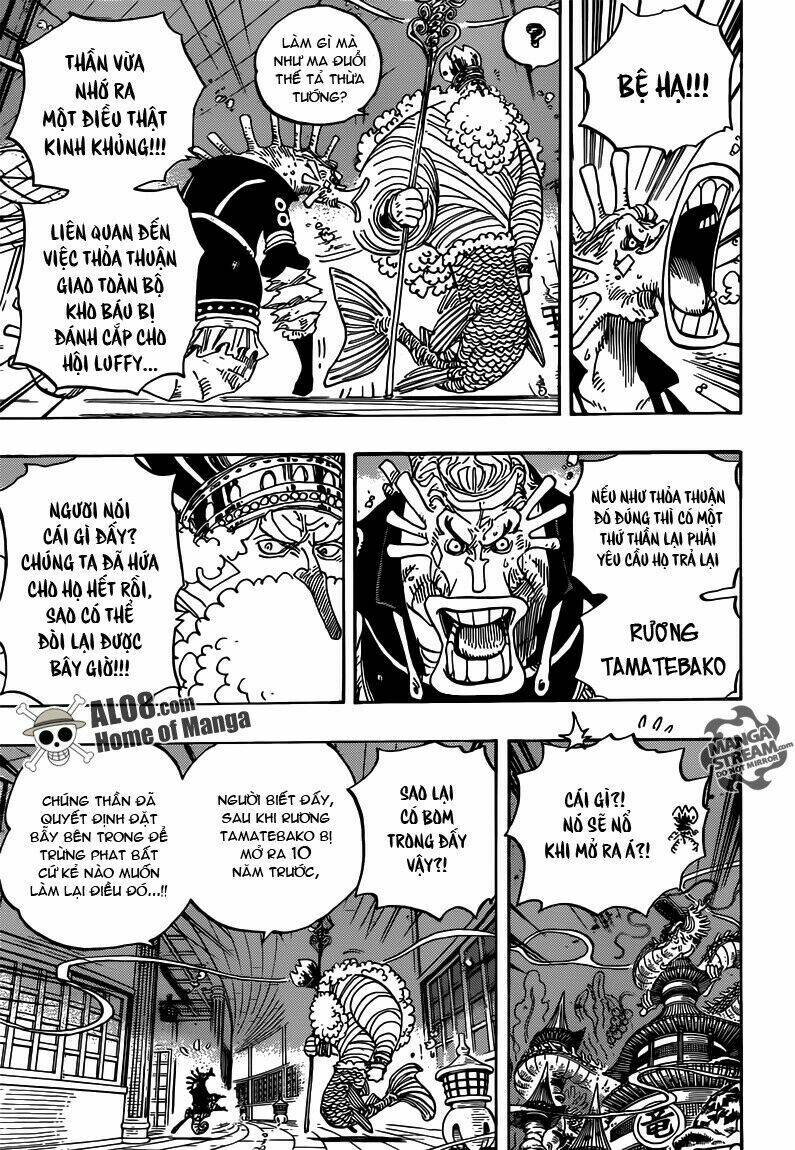 BỆ HẠ!!!
?
LÀM GÌ MÀ
NHƯ MA ĐUỔI
THẾ TẢ THỪA
TƯỚNG?
THẦN VỪA
NHỚ RA
MỘT ĐIỀU THẬT
KINH KHỦNG!!!
LIÊN QUAN ĐẾN
VIỆC THỎA THUẬN
GIAO TOÀN BỘ
KHO BÁU BỊ
ĐÁNH CẮP CHO
HỘI LUFFY...
NẾU NHƯ THỎA THUẬN
ĐÓ ĐÚNG THÌ CÓ MỘT
THỨ THẦN LẠI PHẢI
YÊU CẦU HỌ TRẢ LẠI
RƯƠNG
TAMATEBAKO
NGƯƠI NÓI
CÁI GÌ ĐẤY?
CHÚNG TA ĐÃ HỨA
CHO HỌ HẾT RỒI,
SAO CÓ THỂ
ĐÒI LẠI ĐƯỢC
BÂY GIỜ!!!
AL08.com
Home of Manga
MANGA
STREAM.com
DO NOT MIRROR!
CÁI GÌ?!
NÓ SẼ NỔ
KHI MỞ RA Á?!
SAO LẠI
CÓ BOM
TRONG ĐẤY
VẬY?!
NGƯỜI BIẾT ĐẤY,
SAU KHI RƯƠNG
TAMATEBAKO BỊ
MỞ RA 10
NĂM TRƯỚC,
CHÚNG THẦN ĐÃ
QUYẾT ĐỊNH ĐẶT
BẪY BÊN TRONG ĐỂ
TRỪNG PHẠT BẤT
CỨ KẺ NÀO MUỐN
LÀM LẠI ĐIỀU ĐÓ...!!
竜